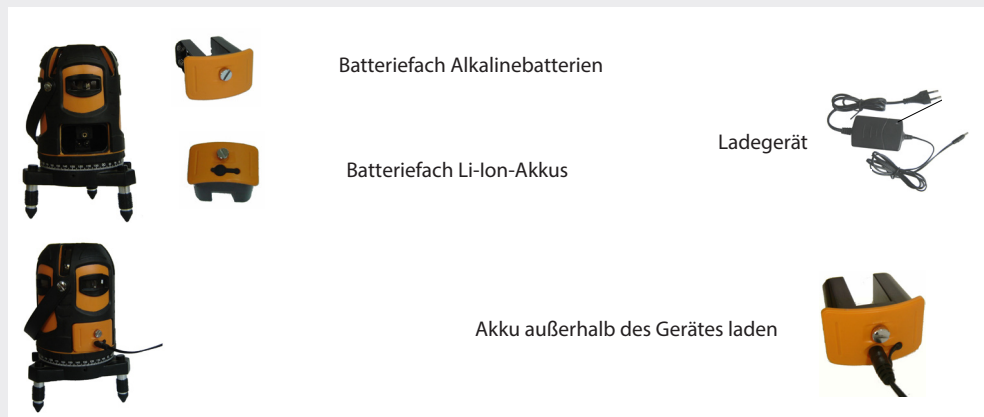 Batteriefach Alkalinebatterien
Ladegerät
Batteriefach Li-Ion-Akkus
Akku außerhalb des Gerätes laden